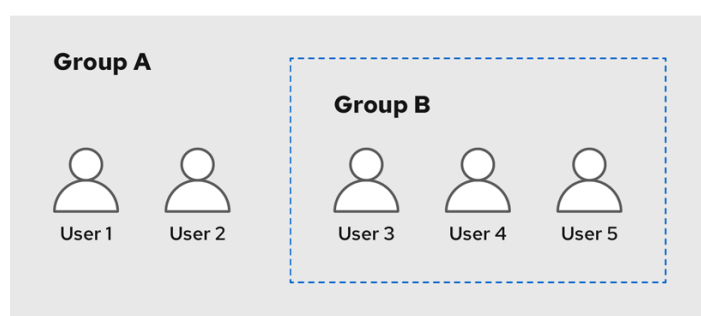 Group A
Group B
User 1
User 2
User 3
User 4
User 5